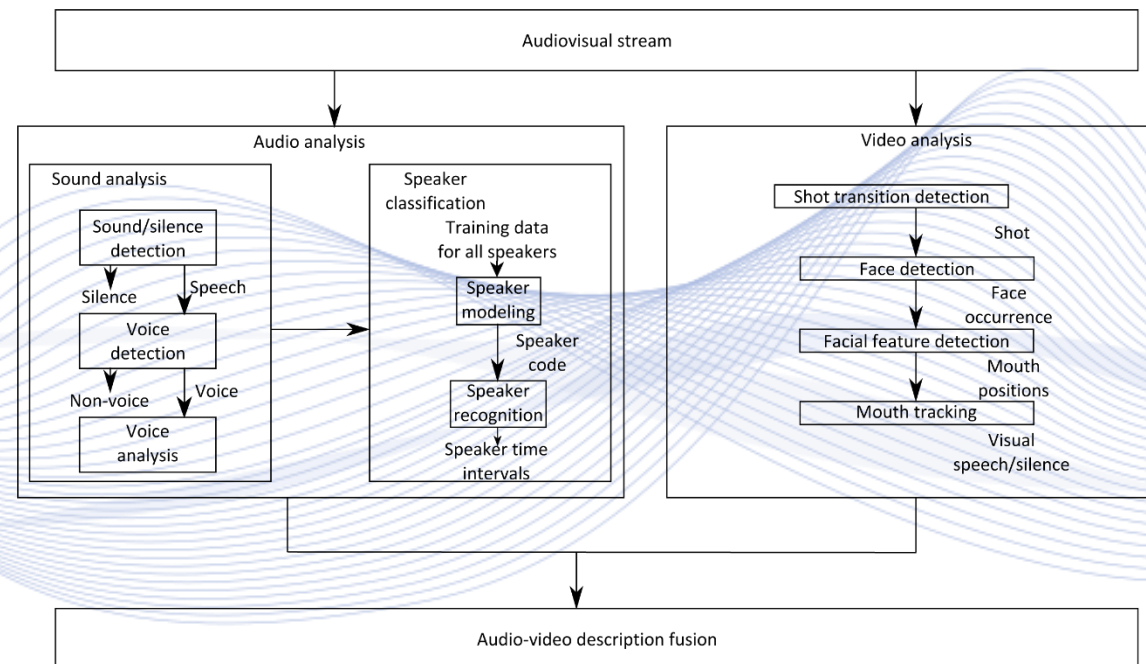 Audiovisual stream
Audio analysis
Sound analysis
Sound/silence
detection
Silence
Speech
Voice
detection
Non-voice
Voice
Voice
analysis
Speaker
classification
Training data
for all speakers
Speaker
modeling
Speaker
code
Speaker
recognition
Speaker time
intervals
Video analysis
Shot transition detection
Shot
Face detection
Face
occurrence
Facial feature detection
Mouth
positions
Mouth tracking
Visual
speech/silence
Audio-video description fusion